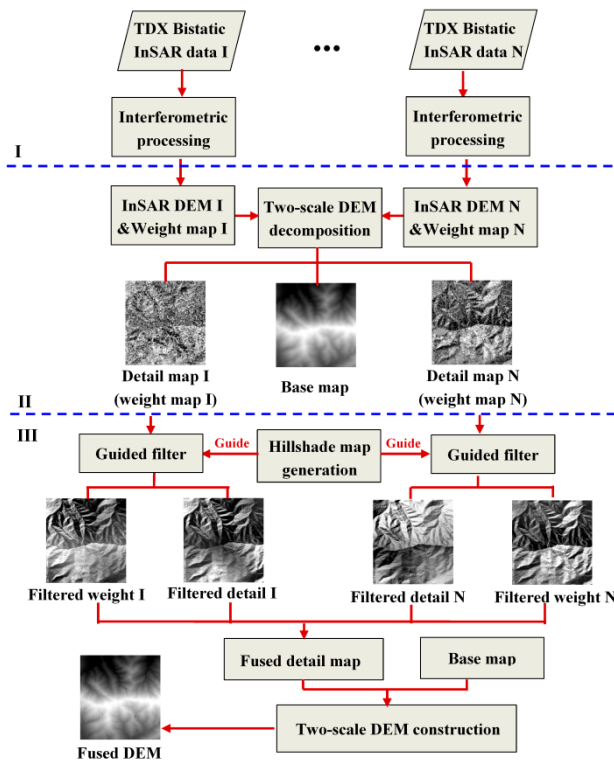 TDX Bistatic
InSAR data I
•••
TDX Bistatic
InSAR data N
Interferometric
processing
Interferometric
processing
I
InSAR DEM I
&Weight map I
Two-scale DEM
decomposition
InSAR DEM N
&Weight map N
Detail map I
(weight map I)
Base map
Detail map N
(weight map N)
II
III
Guided filter
Guide
Hillshade map
generation
Guide
Guided filter
Filtered weight I
Filtered detail I
Filtered detail N
Filtered weight N
Fused detail map
Base map
Two-scale DEM construction
Fused DEM